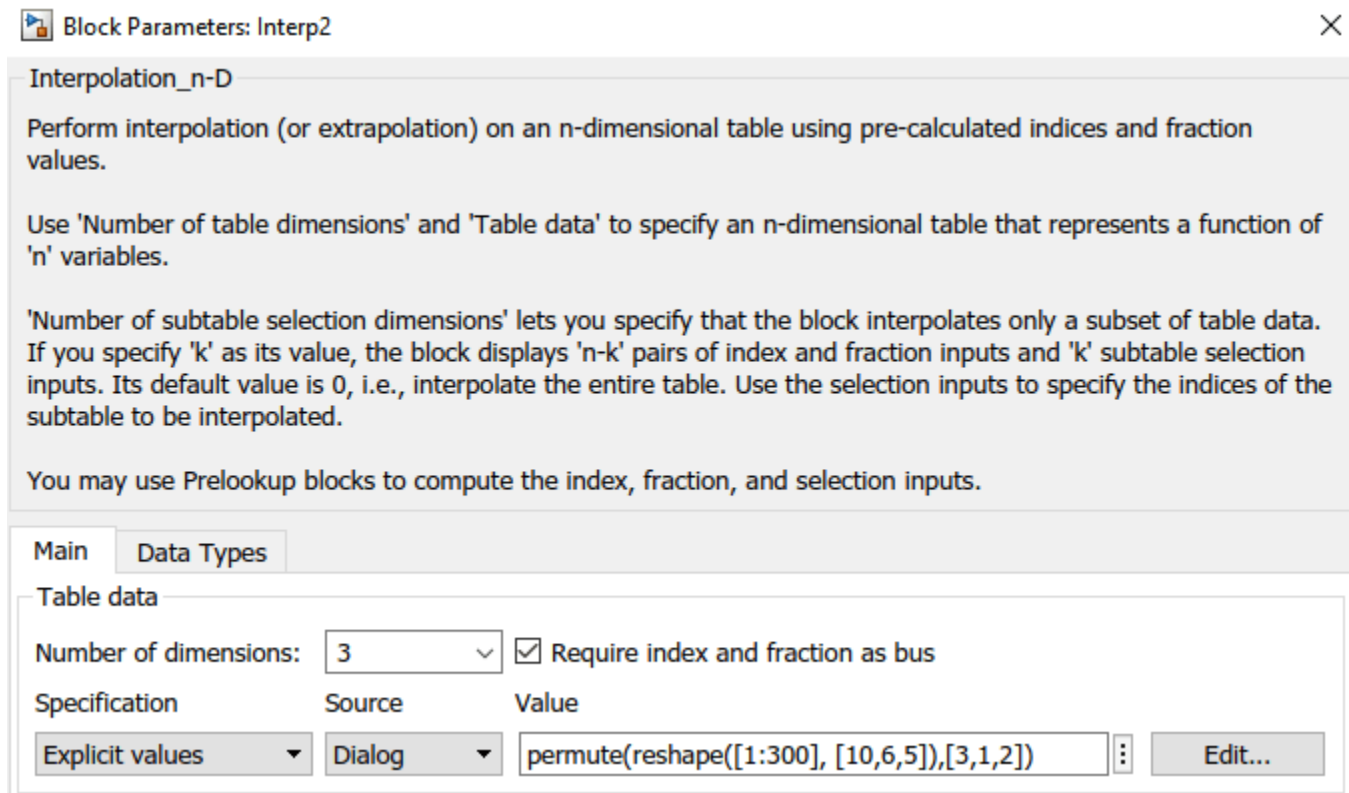 Block Parameters: Interp2
Interpolation_n-D
Perform interpolation (or extrapolation) on an n-dimensional table using pre-calculated indices and fraction
values.
Use 'Number of table dimensions' and 'Table data' to specify an n-dimensional table that represents a function of
'n' variables.
'Number of subtable selection dimensions' lets you specify that the block interpolates only a subset of table data.
If you specify 'k' as its value, the block displays 'n-k' pairs of index and fraction inputs and 'k' subtable selection
inputs. Its default value is 0, i.e., interpolate the entire table. Use the selection inputs to specify the indices of the
subtable to be interpolated.
You may use Prelookup blocks to compute the index, fraction, and selection inputs.
Main Data Types
Table data
Number of dimensions: 3 Require index and fraction as bus
Specification Source Value
Explicit values Dialog permute(reshape([1:300], [10,6,5]),[3,1,2]) Edit...